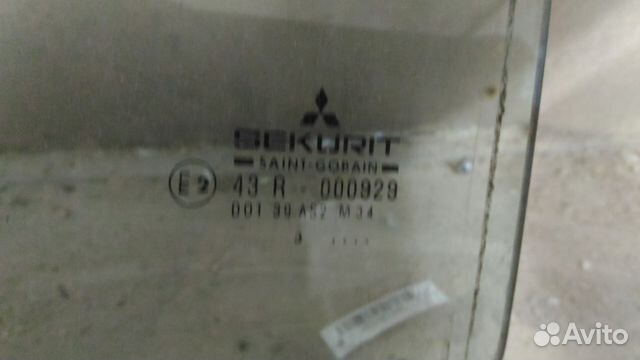 SEKURIT
SAINT-GOBAIN
E2 43 R - 000929
DOT 39 AS2 M34
Avito